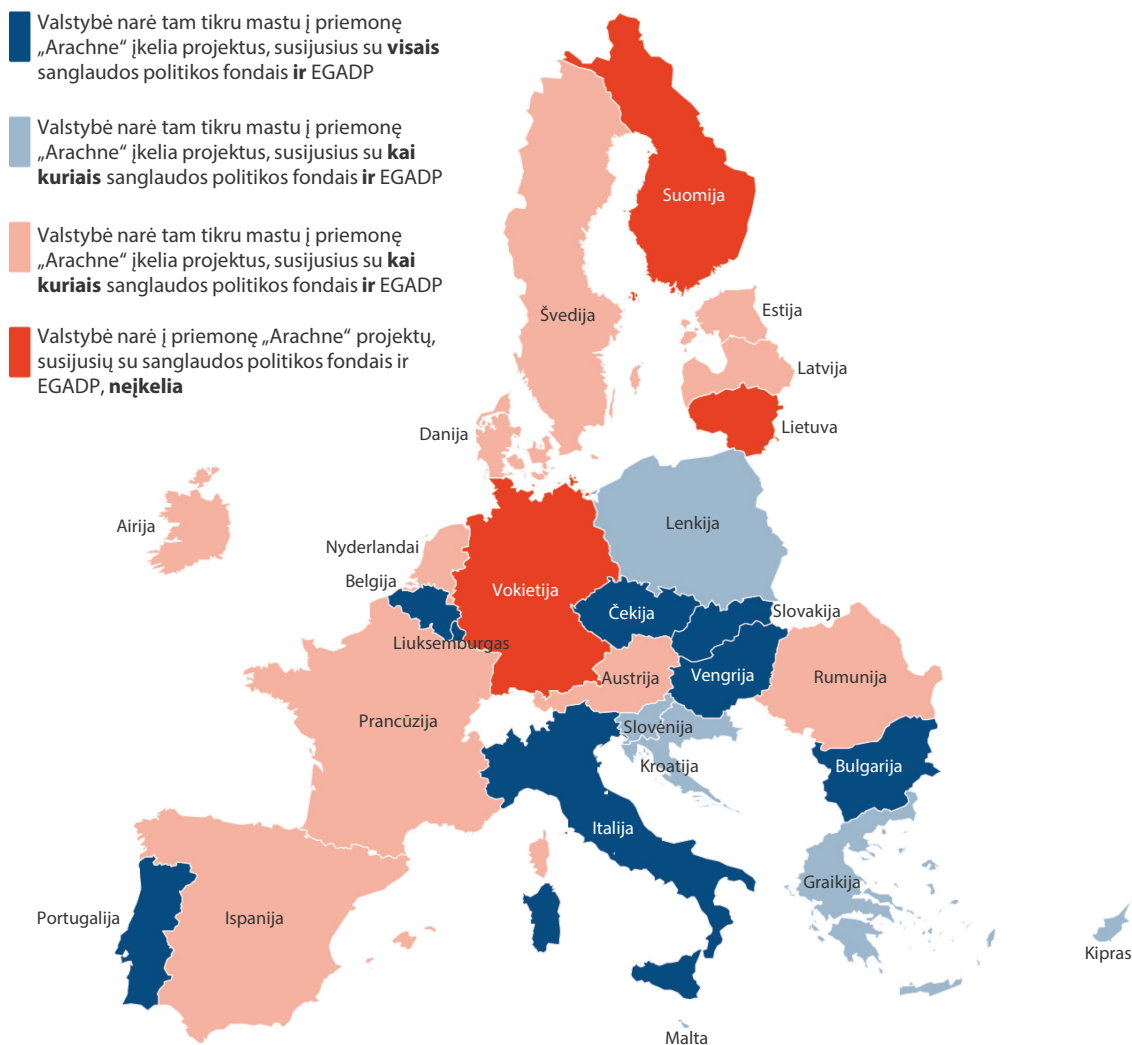 Valstybė narė tam tikru mastu į priemonę
„Arachne“ įkelia projektus, susijusius su visais
sanglaudos politikos fondais ir EGADP
Valstybė narė tam tikru mastu į priemonę
„Arachne“ įkelia projektus, susijusius su kai
kuriais sanglaudos politikos fondais ir EGADP
Valstybė narė tam tikru mastu į priemonę
„Arachne“ įkelia projektus, susijusius su kai
kuriais sanglaudos politikos fondais ir EGADP
Valstybė narė į priemonę „Arachne“ projektų,
susijusių su sanglaudos politikos fondais ir
EGADP, neįkelia
Suomija
Švedija
Estija
Latvija
Lietuva
Danija
Airija
Nyderlandai
Lenkija
Belgija
Vokietija
Čekija
Slovakija
Liuksemburgas
Austrija
Vengrija
Rumunija
Prancūzija
Slovėnija
Kroatija
Bulgarija
Italija
Graikija
Portugalija
Ispanija
Kipras
Malta